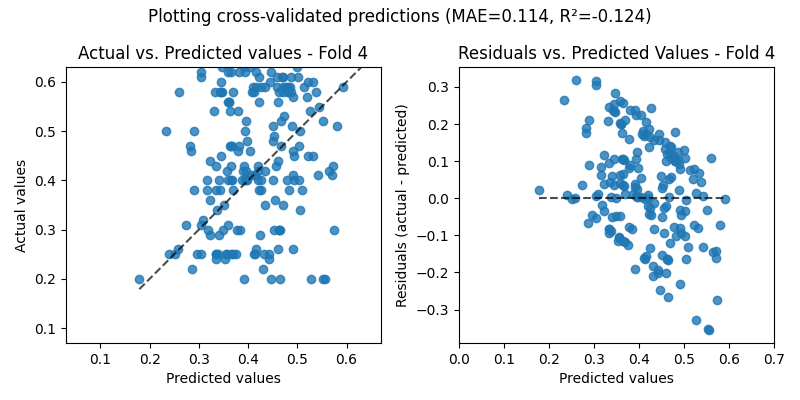 Plotting cross-validated predictions (MAE=0.114, R²=-0.124)
Actual vs. Predicted values - Fold 4
Residuals vs. Predicted Values - Fold 4
Actual values
0.6
0.5
0.4
0.3
0.2
0.1
0.1 0.2 0.3 0.4 0.5 0.6
Predicted values
Residuals (actual - predicted)
0.3
0.2
0.1
0.0
−0.1
−0.2
−0.3
0.0 0.1 0.2 0.3 0.4 0.5 0.6 0.7
Predicted values